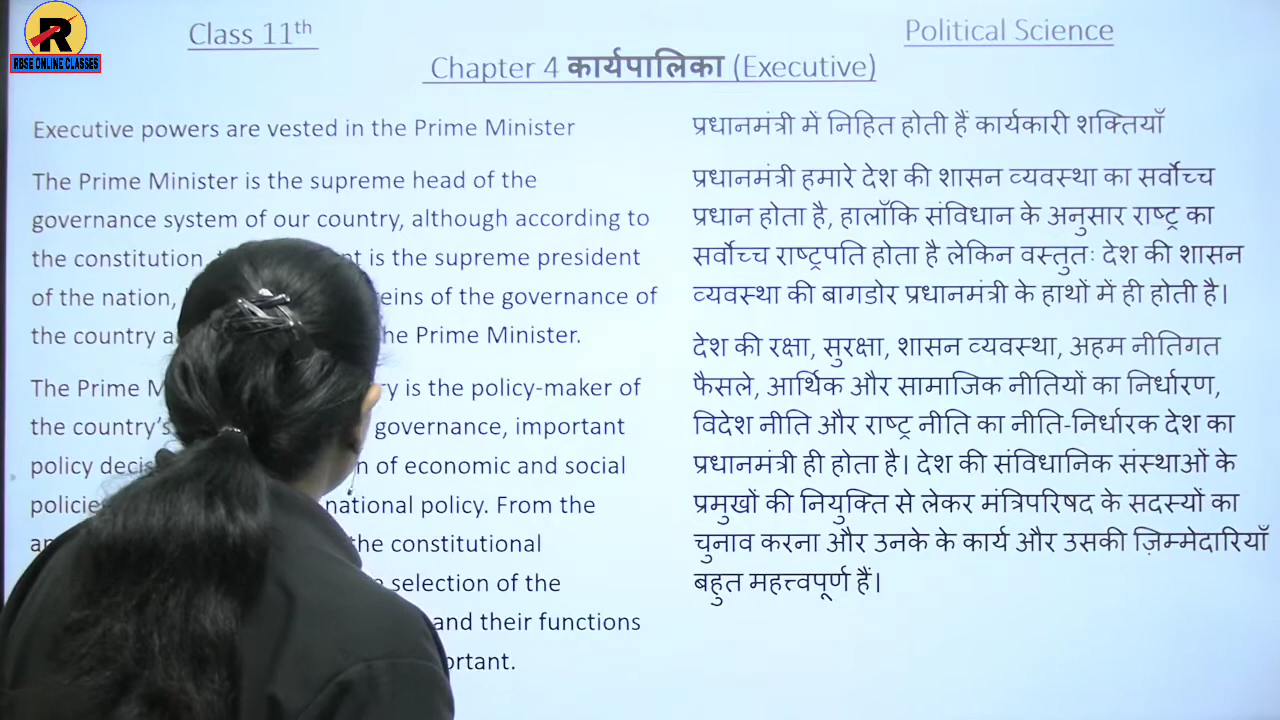 R
RBSE ONLINE CLASSES
Class 11th
Political Science
Chapter 4 कार्यपालिका (Executive)
Executive powers are vested in the Prime Minister
The Prime Minister is the supreme head of the
governance system of our country, although according to
the constitution, is the supreme president
of the nation, reins of the governance of
the country he Prime Minister.
The Prime is the policy-maker of
the country's governance, important
policy of economic and social
policies national policy. From the
the constitutional
selection of the
and their functions
प्रधानमंत्री में निहित होती हैं कार्यकारी शक्तियाँ
प्रधानमंत्री हमारे देश की शासन व्यवस्था का सर्वोच्च
प्रधान होता है, हालाँकि संविधान के अनुसार राष्ट्र का
सर्वोच्च राष्ट्रपति होता है लेकिन वस्तुतः देश की शासन
व्यवस्था की बागडोर प्रधानमंत्री के हाथों में ही होती है।
देश की रक्षा, सुरक्षा, शासन व्यवस्था, अहम नीतिगत
फैसले, आर्थिक और सामाजिक नीतियों का निर्धारण,
विदेश नीति और राष्ट्र नीति का नीति-निर्धारक देश का
प्रधानमंत्री ही होता है। देश की संविधानिक संस्थाओं के
प्रमुखों की नियुक्ति से लेकर मंत्रिपरिषद के सदस्यों का
चुनाव करना और उनके के कार्य और उसकी ज़िम्मेदारियाँ
बहुत महत्त्वपूर्ण हैं।